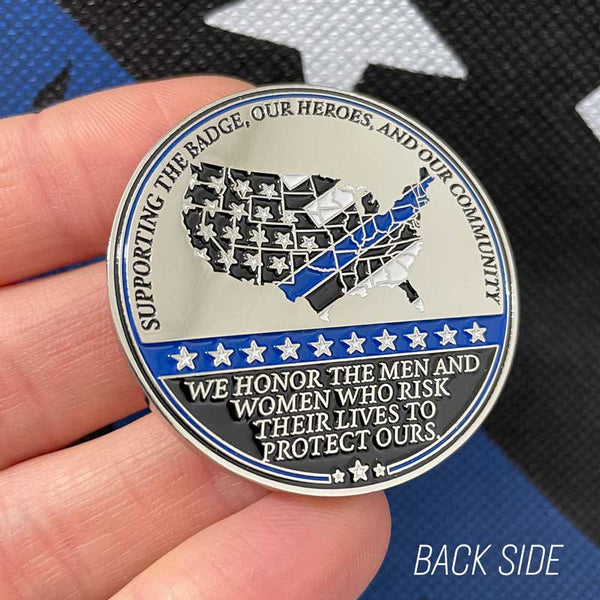 SUPPORTING THE BADGE, OUR HEROES, AND OUR COMMUNITY
WE HONOR THE MEN AND
WOMEN WHO RISK
THEIR LIVES TO
PROTECT OURS.
BACK SIDE